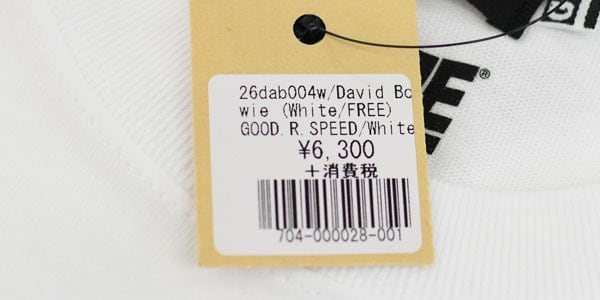 26dab004w/David Bo
wie (White/FREE)
GOOD.R.SPEED/White
¥6,300
+消費税
704-000028-001
®